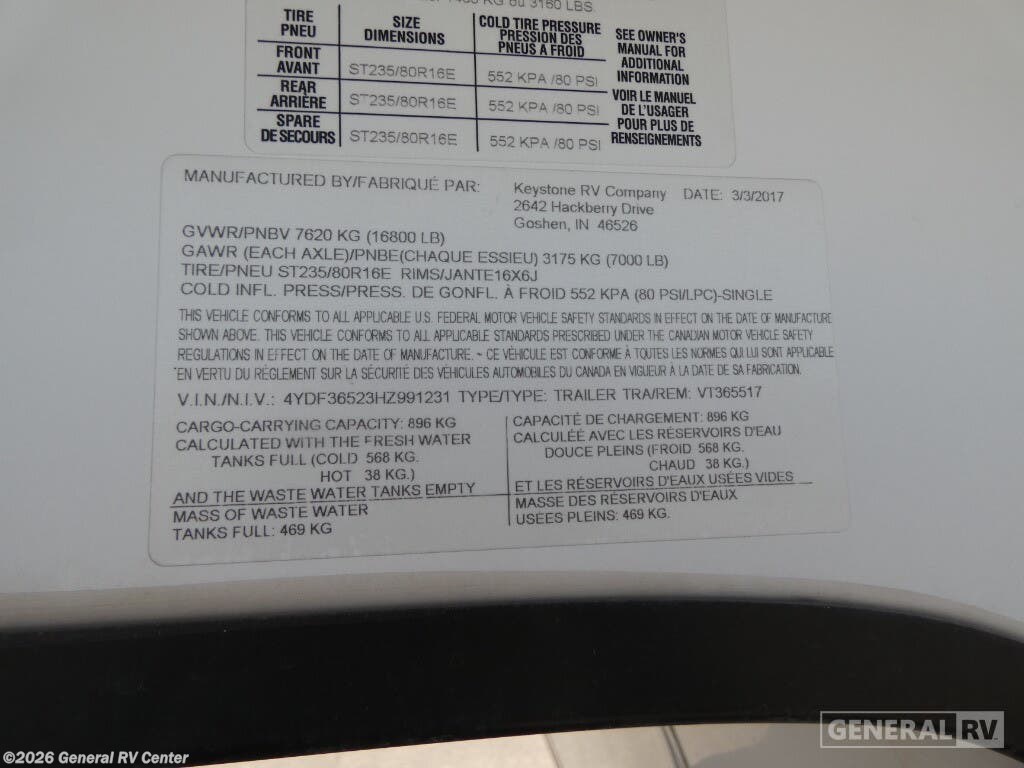 KG ou 3160 LBS.
TIRE PNEU
SIZE DIMENSIONS
COLD TIRE PRESSURE PRESSION DES PNEUS A FROID
FRONT AVANT
ST235/80R16E
552 KPA /80 PSI
REAR ARRIÈRE
ST235/80R16E
552 KPA /80 PSI
SPARE DE SECOURS
ST235/80R16E
552 KPA /80 PSI
SEE OWNER'S
MANUAL FOR
ADDITIONAL
INFORMATION
VOIR LE MANUEL
DE L'USAGER
POUR PLUS DE
RENSEIGNEMENTS
MANUFACTURED BY/FABRIQUÉ PAR: Keystone RV Company DATE: 3/3/2017
2642 Hackberry Drive
Goshen, IN 46526
GVWR/PNBV 7620 KG (16800 LB)
GAWR (EACH AXLE)/PNBE(CHAQUE ESSIEU) 3175 KG (7000 LB)
TIRE/PNEU ST235/80R16E RIMS/JANTE16X6J
COLD INFL. PRESS/PRESS. DE GONFL. À FROID 552 KPA (80 PSI/LPC)-SINGLE
THIS VEHICLE CONFORMS TO ALL APPLICABLE U.S. FEDERAL MOTOR VEHICLE SAFETY STANDARDS IN EFFECT ON THE DATE OF MANUFACTURE
SHOWN ABOVE. THIS VEHICLE CONFORMS TO ALL APPLICABLE STANDARDS PRESCRIBED UNDER THE CANADIAN MOTOR VEHICLE SAFETY
REGULATIONS IN EFFECT ON THE DATE OF MANUFACTURE. ~ CE VÉHICULE EST CONFORME À TOUTES LES NORMES QUI LUI SONT APPLICABLE
EN VERTU DU RÈGLEMENT SUR LA SÉCURITÉ DES VÉHICULES AUTOMOBILES DU CANADA EN VIGUEUR À LA DATE DE SA FABRICATION.
V.I.N./N.I.V.: 4YDF36523HZ991231 TYPE/TYPE: TRAILER TRA/REM: VT365517
CARGO-CARRYING CAPACITY: 896 KG
CALCULATED WITH THE FRESH WATER
TANKS FULL (COLD 568 KG.
HOT 38 KG.)
AND THE WASTE WATER TANKS EMPTY
MASS OF WASTE WATER
TANKS FULL: 469 KG
CAPACITÉ DE CHARGEMENT: 896 KG
CALCULÉE AVEC LES RÉSERVOIRS D'EAU
DOUCE PLEINS (FROID 568 KG.
CHAUD 38 KG.)
ET LES RÉSERVOIRS D'EAUX USÉES VIDES
MASSE DES RÉSERVOIRS D'EAUX
USÉES PLEINS: 469 KG.
GENERAL RV
©2026 General RV Center